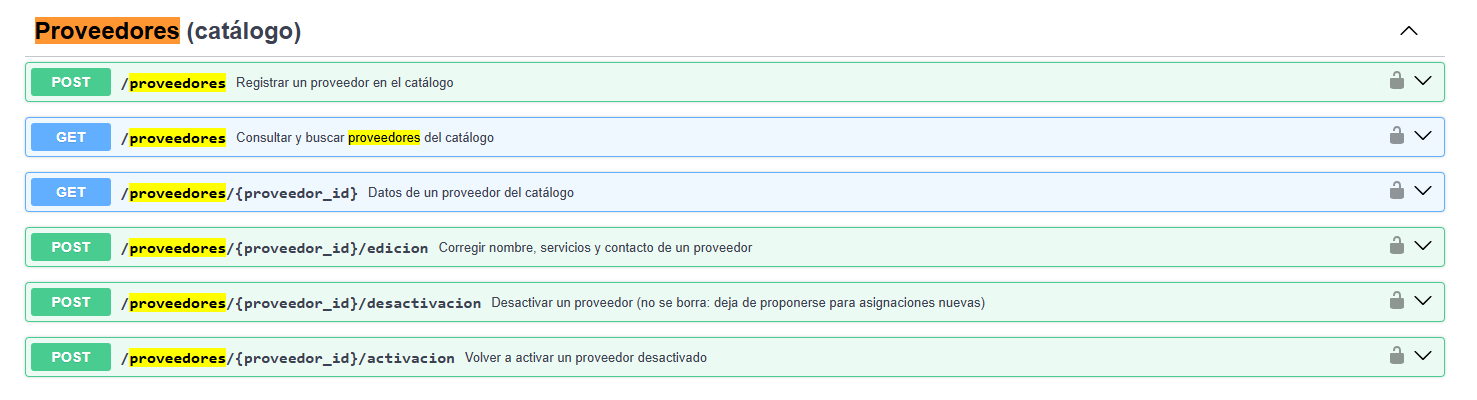 Proveedores (catálogo)
POST /proveedores Registrar un proveedor en el catálogo
GET /proveedores Consultar y buscar proveedores del catálogo
GET /proveedores/{proveedor_id} Datos de un proveedor del catálogo
POST /proveedores/{proveedor_id}/edicion Corregir nombre, servicios y contacto de un proveedor
POST /proveedores/{proveedor_id}/desactivacion Desactivar un proveedor (no se borra: deja de proponerse para asignaciones nuevas)
POST /proveedores/{proveedor_id}/activacion Volver a activar un proveedor desactivado